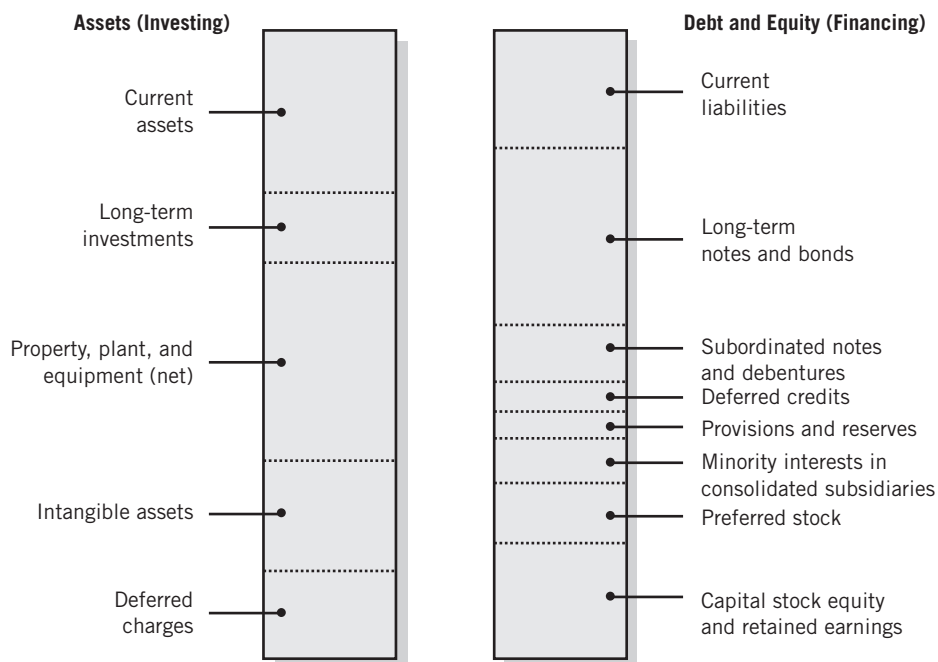 Assets (Investing)
Current
assets
Long-term
investments
Property, plant, and
equipment (net)
Intangible assets
Deferred
charges
Debt and Equity (Financing)
Current
liabilities
Long-term
notes and bonds
Subordinated notes
and debentures
Deferred credits
Provisions and reserves
Minority interests in
consolidated subsidiaries
Preferred stock
Capital stock equity
and retained earnings